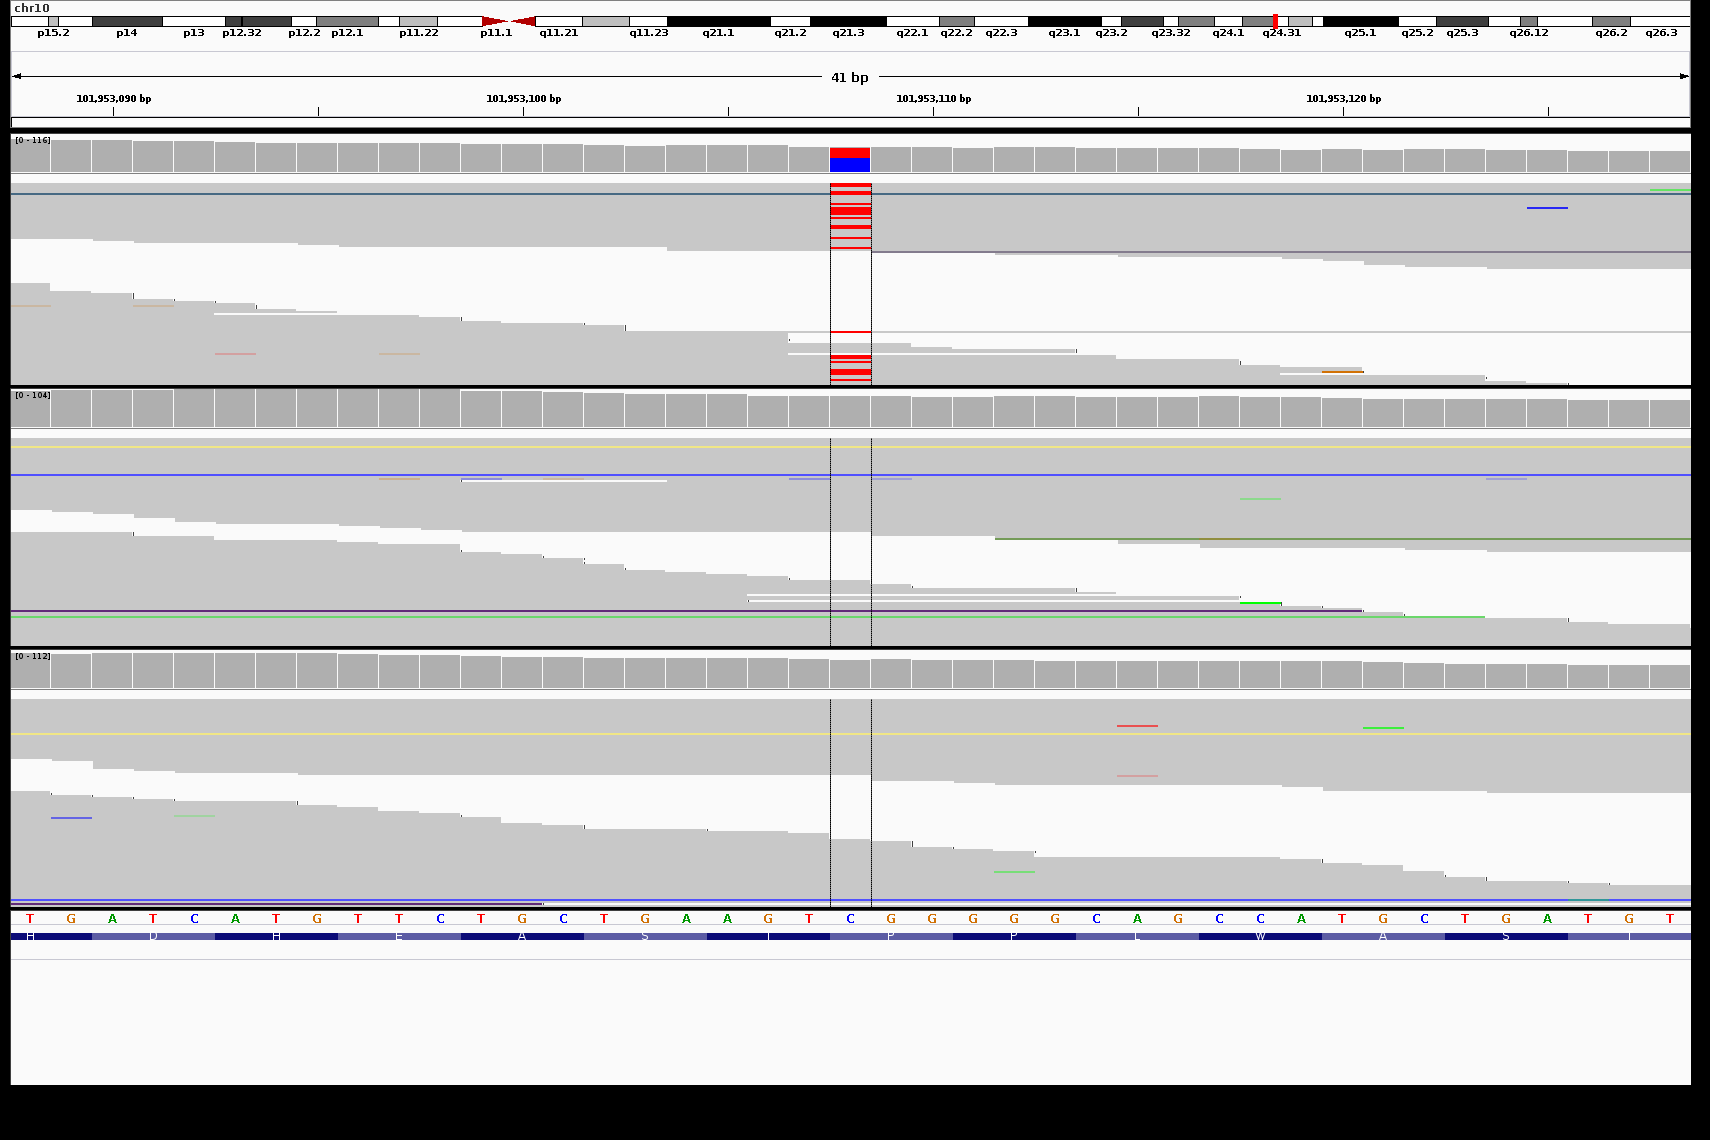 chr10
p15.2 p14 p13 p12.32 p12.2 p12.1 p11.22 p11.1 q11.21 q11.23 q21.1 q21.2 q21.3 q22.1 q22.2 q22.3 q23.1 q23.2 q23.32 q24.1 q24.31 q25.1 q25.2 q25.3 q26.12 q26.2 q26.3
41 bp
101,953,090 bp 101,953,100 bp 101,953,110 bp 101,953,120 bp
[0 - 116]
[0 - 104]
[0 - 112]
T G A T C A T G T T C T G C T G A A G T C G G G G G C A G C C A T G C T G A T G T
H D H E A S I P P L W A S I